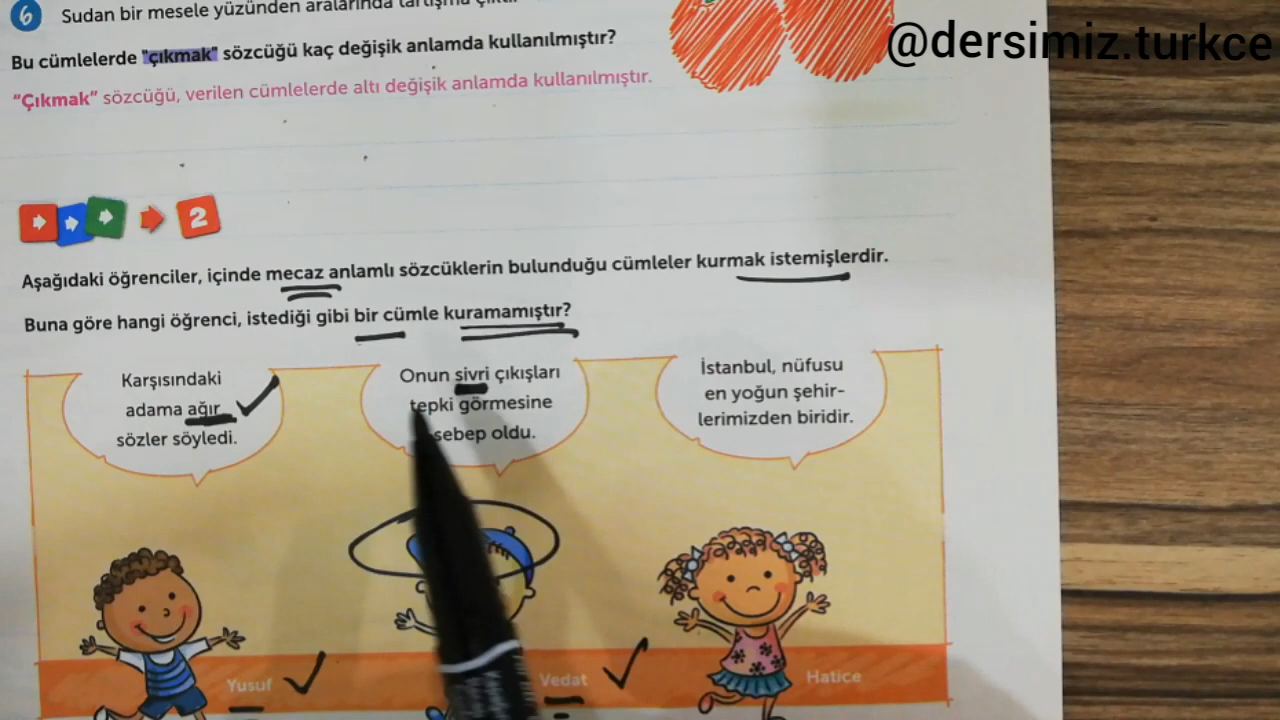 6 Sudan bir mesele yüzünden aralarında tartışma çıktı.
@dersimiz.turkce
Bu cümlelerde "çıkmak" sözcüğü kaç değişik anlamda kullanılmıştır?
"Çıkmak" sözcüğü, verilen cümlelerde altı değişik anlamda kullanılmıştır.
2
Aşağıdaki öğrenciler, içinde mecaz anlamlı sözcüklerin bulunduğu cümleler kurmak istemişlerdir.
Buna göre hangi öğrenci, istediği gibi bir cümle kuramamıştır?
Karşısındaki
adama ağır
sözler söyledi.
Onun sivri çıkışları
tepki görmesine
sebep oldu.
İstanbul, nüfusu
en yoğun şehir-
lerimizden biridir.
Yusuf
Vedat
Hatice